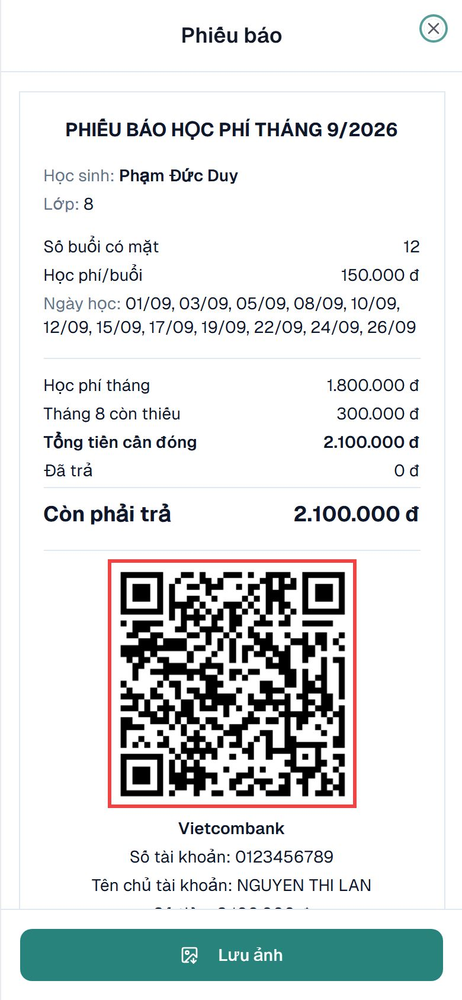 Phiếu báo
PHIẾU BÁO HỌC PHÍ THÁNG 9/2026
Học sinh: Phạm Đức Duy
Lớp: 8
Số buổi có mặt 12
Học phí/buổi 150.000 đ
Ngày học: 01/09, 03/09, 05/09, 08/09, 10/09,
12/09, 15/09, 17/09, 19/09, 22/09, 24/09, 26/09
Học phí tháng 1.800.000 đ
Tháng 8 còn thiếu 300.000 đ
Tổng tiền cần đóng 2.100.000 đ
Đã trả 0 đ
Còn phải trả 2.100.000 đ
Vietcombank
Số tài khoản: 0123456789
Tên chủ tài khoản: NGUYEN THI LAN
Lưu ảnh